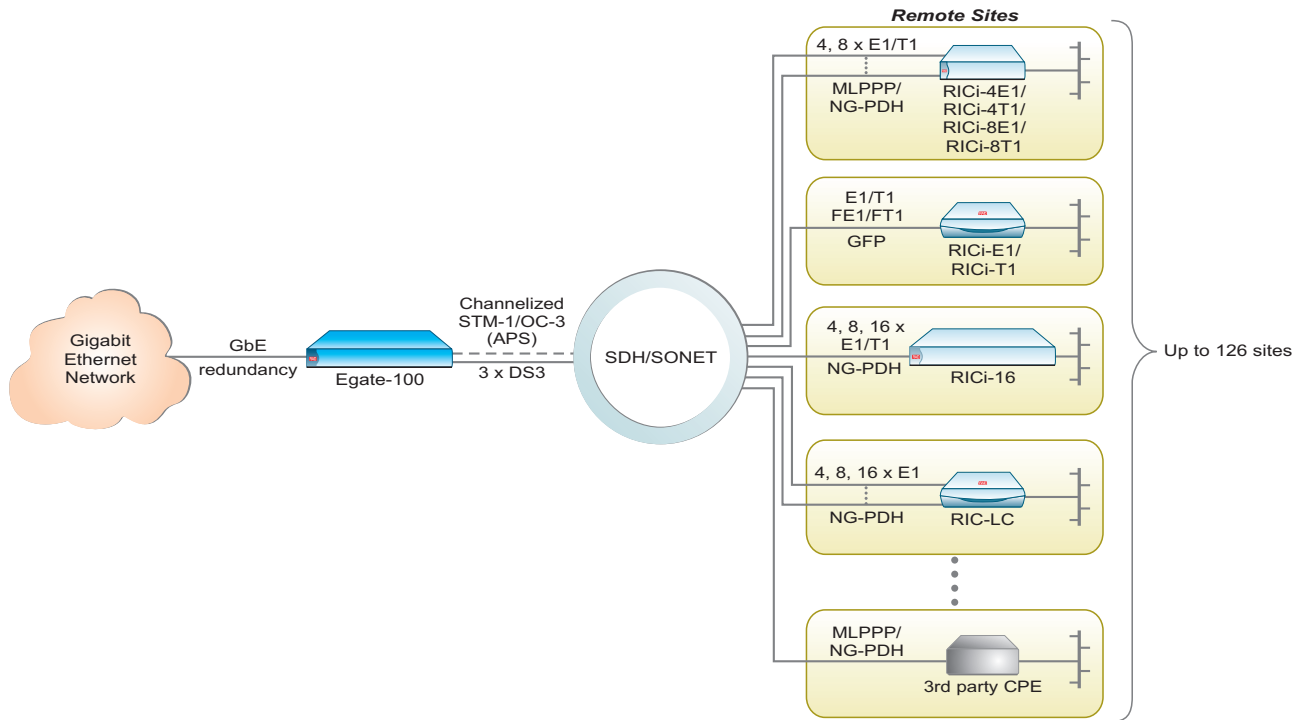 Remote Sites
4, 8 x E1/T1
MLPPP/
NG-PDH
RICi-4E1/
RICi-4T1/
RICi-8E1/
RICi-8T1
E1/T1
FE1/FT1
GFP
RICi-E1/
RICi-T1
Gigabit
Ethernet
Network
GbE
redundancy
Egate-100
Channelized
STM-1/OC-3
(APS)
3 x DS3
SDH/SONET
4, 8, 16 x
E1/T1
NG-PDH
RICi-16
Up to 126 sites
4, 8, 16 x E1
NG-PDH
RIC-LC
MLPPP/
NG-PDH
3rd party CPE